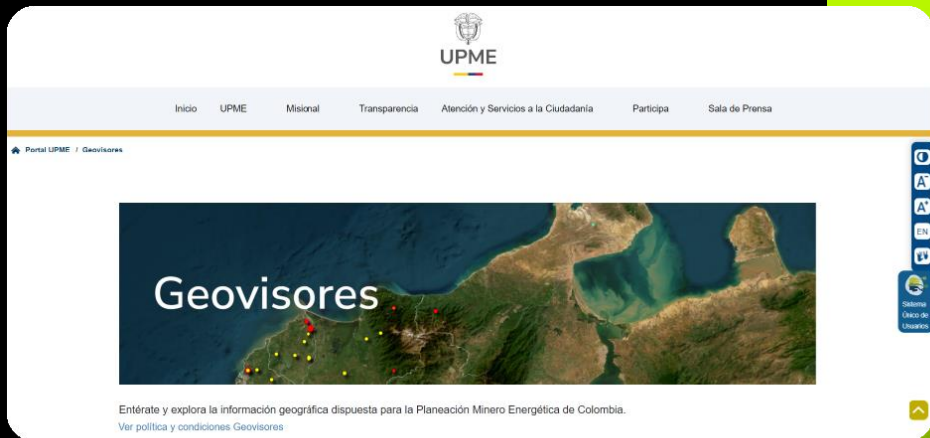 UPME
Inicio UPME Misional Transparencia Atención y Servicios a la Ciudadanía Participa Sala de Prensa
Portal UPME / Geovisores
A-
A+
EN
Sistema
Único de
Usuarios
Geovisores
Entérate y explora la información geográfica dispuesta para la Planeación Minero Energética de Colombia.
Ver política y condiciones Geovisores